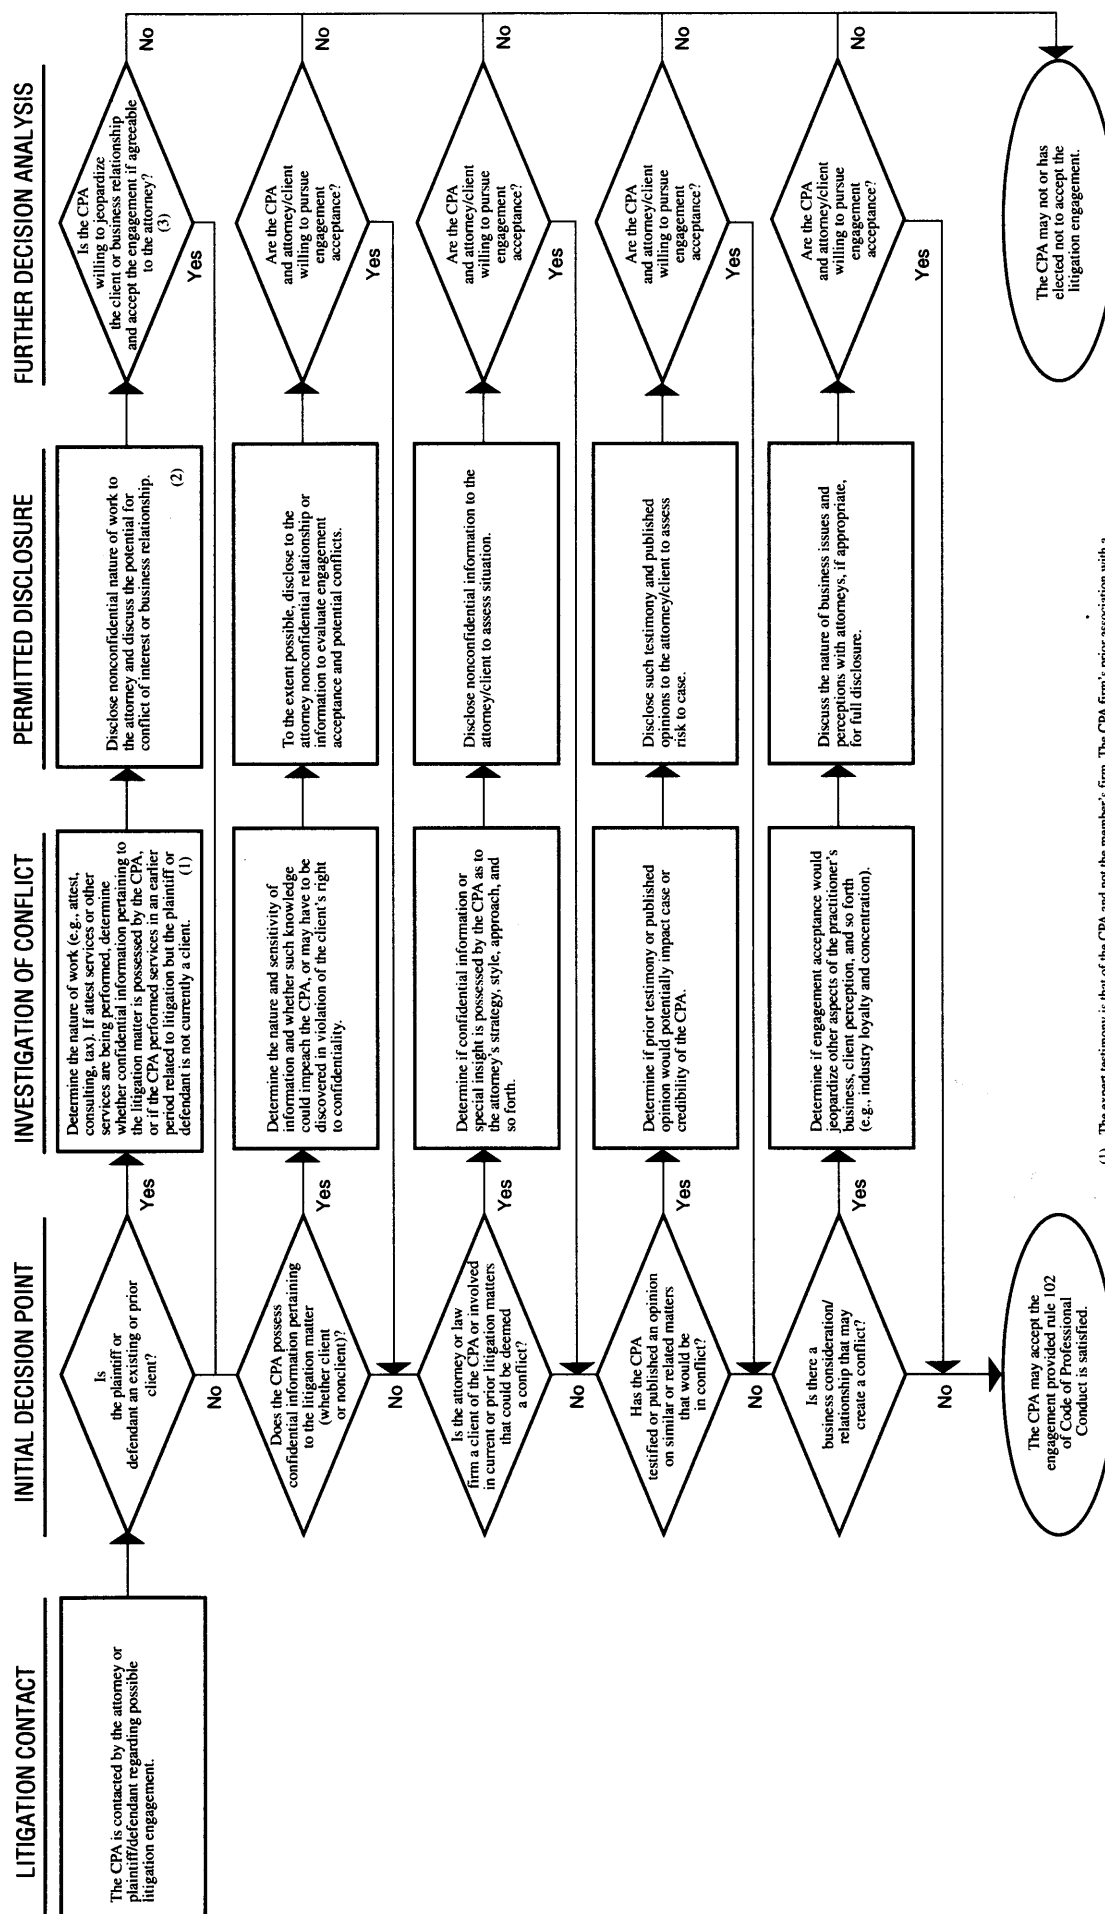 LITIGATION CONTACT
INITIAL DECISION POINT
INVESTIGATION OF CONFLICT
PERMITTED DISCLOSURE
FURTHER DECISION ANALYSIS
The CPA is contacted by the attorney or
plaintiff/defendant regarding possible
litigation engagement.
Is
the plaintiff or
defendant an existing or prior
client?
Yes
No
Determine the nature of work (e.g., attest,
consulting, tax). If attest services or other
services are being performed, determine
whether confidential information pertaining to
the litigation matter is possessed by the CPA,
or if the CPA performed services in an earlier
period related to litigation but the plaintiff or
defendant is not currently a client. (1)
Disclose nonconfidential nature of work to
the attorney and discuss the potential for
conflict of interest or business relationship.
(2)
Is the CPA
willing to jeopardize
the client or business relationship
and accept the engagement if agreeable
to the attorney?
(3)
Yes
No
Does the CPA possess
confidential information pertaining
to the litigation matter
(whether client
or nonclient)?
Yes
No
Determine the nature and sensitivity of
information and whether such knowledge
could impeach the CPA, or may have to be
discovered in violation of the client's right
to confidentiality.
To the extent possible, disclose to the
attorney nonconfidential relationship or
information to evaluate engagement
acceptance and potential conflicts.
Are the CPA
and attorney/client
willing to pursue
engagement
acceptance?
Yes
No
Is the attorney or law
firm a client of the CPA or involved
in current or prior litigation matters
that could be deemed
a conflict?
Yes
No
Determine if confidential information or
special insight is possessed by the CPA as to
the attorney's strategy, style, approach, and
so forth.
Disclose nonconfidential information to the
attorney/client to assess situation.
Are the CPA
and attorney/client
willing to pursue
engagement
acceptance?
Yes
No
Has the CPA
testified or published an opinion
on similar or related matters
that would be
in conflict?
Yes
No
Determine if prior testimony or published
opinion would potentially impact case or
credibility of the CPA.
Disclose such testimony and published
opinions to the attorney/client to assess
risk to case.
Are the CPA
and attorney/client
willing to pursue
engagement
acceptance?
Yes
No
Is there a
business consideration/
relationship that may
create a conflict?
Yes
No
Determine if engagement acceptance would
jeopardize other aspects of the practitioner's
business, client perception, and so forth
(e.g., industry loyalty and concentration).
Discuss the nature of business issues and
perceptions with attorneys, if appropriate,
for full disclosure.
Are the CPA
and attorney/client
willing to pursue
engagement
acceptance?
Yes
No
The CPA may accept the
engagement provided rule 102
of Code of Professional
Conduct is satisfied.
The CPA may not or has
elected not to accept the
litigation engagement.
(1) The expert testimony is that of the CPA and not the member's firm. The CPA firm's prior association with a